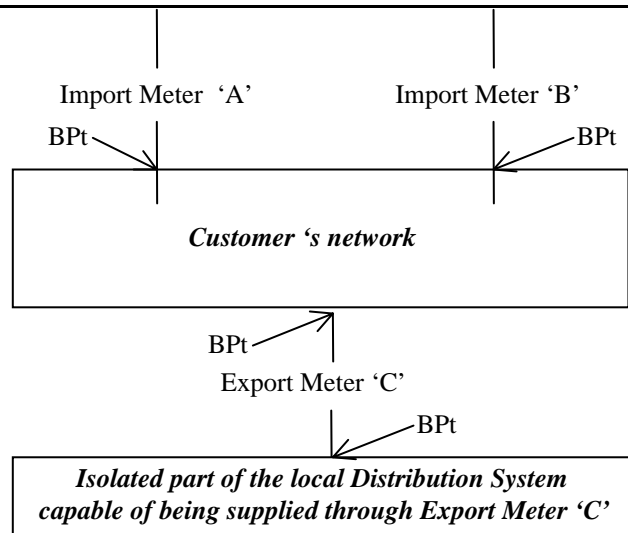 Import Meter ‘A’
Import Meter ‘B’
BPt
BPt
Customer ‘s network
BPt
Export Meter ‘C’
BPt
Isolated part of the local Distribution System
capable of being supplied through Export Meter ‘C’